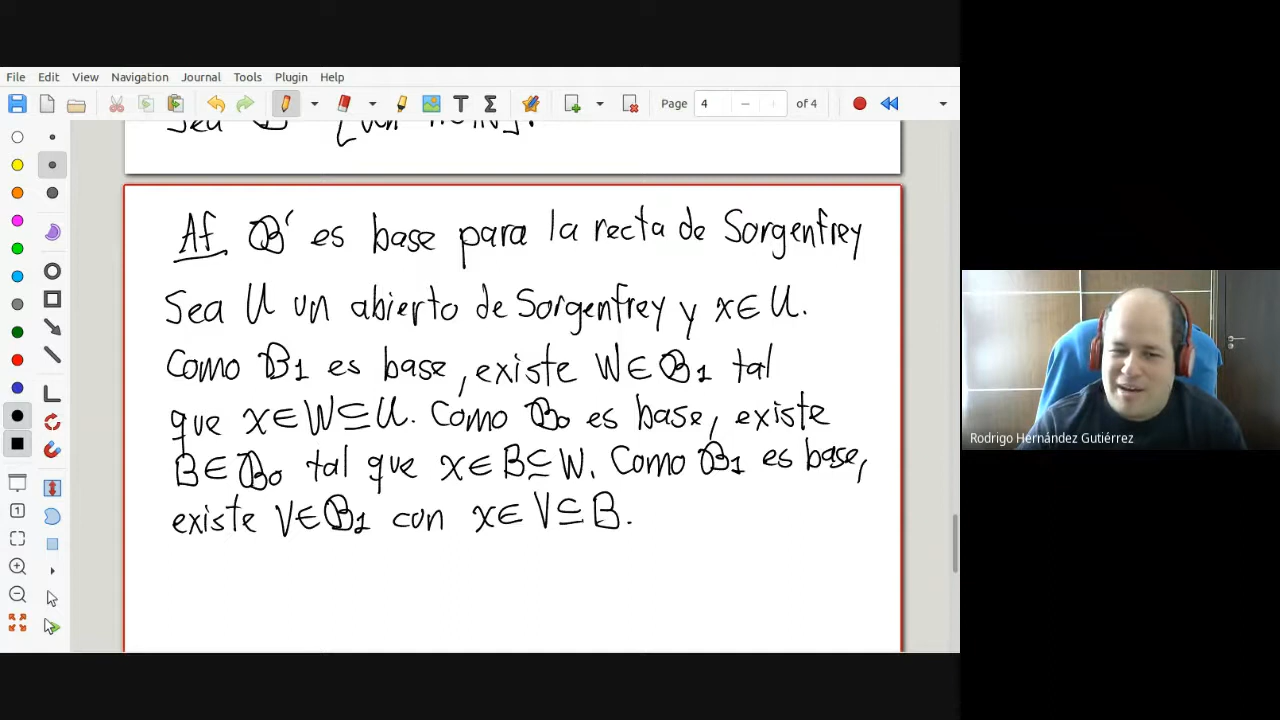 File Edit View Navigation Journal Tools Plugin Help
Page 4 of 4
Sea B
Af. B' es base para la recta de Sorgenfrey
Sea U un abierto de Sorgenfrey y x∈U.
Como B1 es base, existe W∈B1 tal
que x∈W⊆U. Como B0 es base, existe
B∈B0 tal que x∈B⊆W. Como B1 es base,
existe V∈B1 con x∈V⊆B.
Rodrigo Hernández Gutiérrez